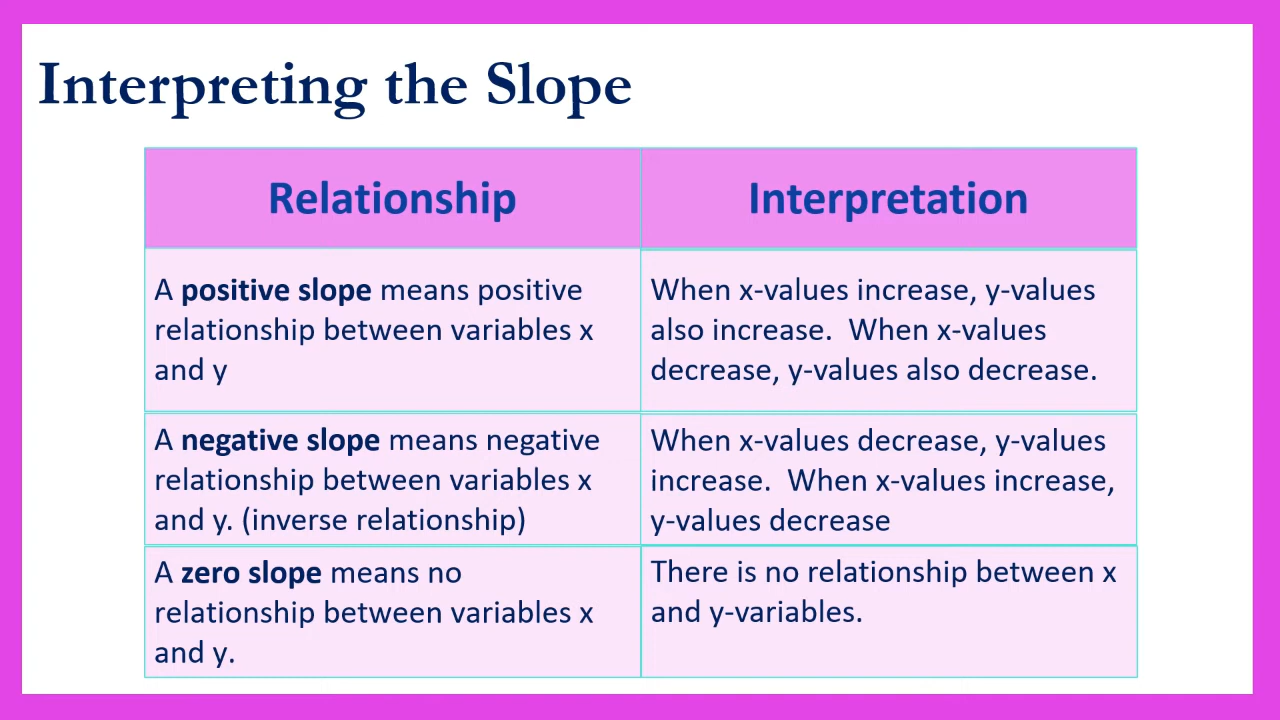 Interpreting the Slope
Relationship
Interpretation
A positive slope means positive
relationship between variables x
and y
When x-values increase, y-values
also increase.  When x-values
decrease, y-values also decrease.
A negative slope means negative
relationship between variables x
and y. (inverse relationship)
When x-values decrease, y-values
increase.  When x-values increase,
y-values decrease
A zero slope means no
relationship between variables x
and y.
There is no relationship between x
and y-variables.